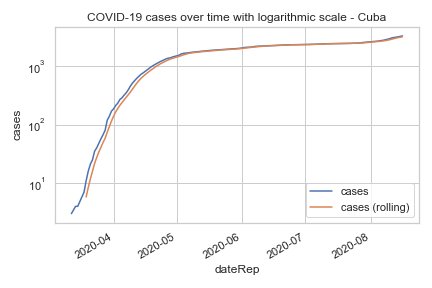 COVID-19 cases over time with logarithmic scale - Cuba
cases
10³
10²
10¹
cases
cases (rolling)
2020-04
2020-05
2020-06
2020-07
2020-08
dateRep